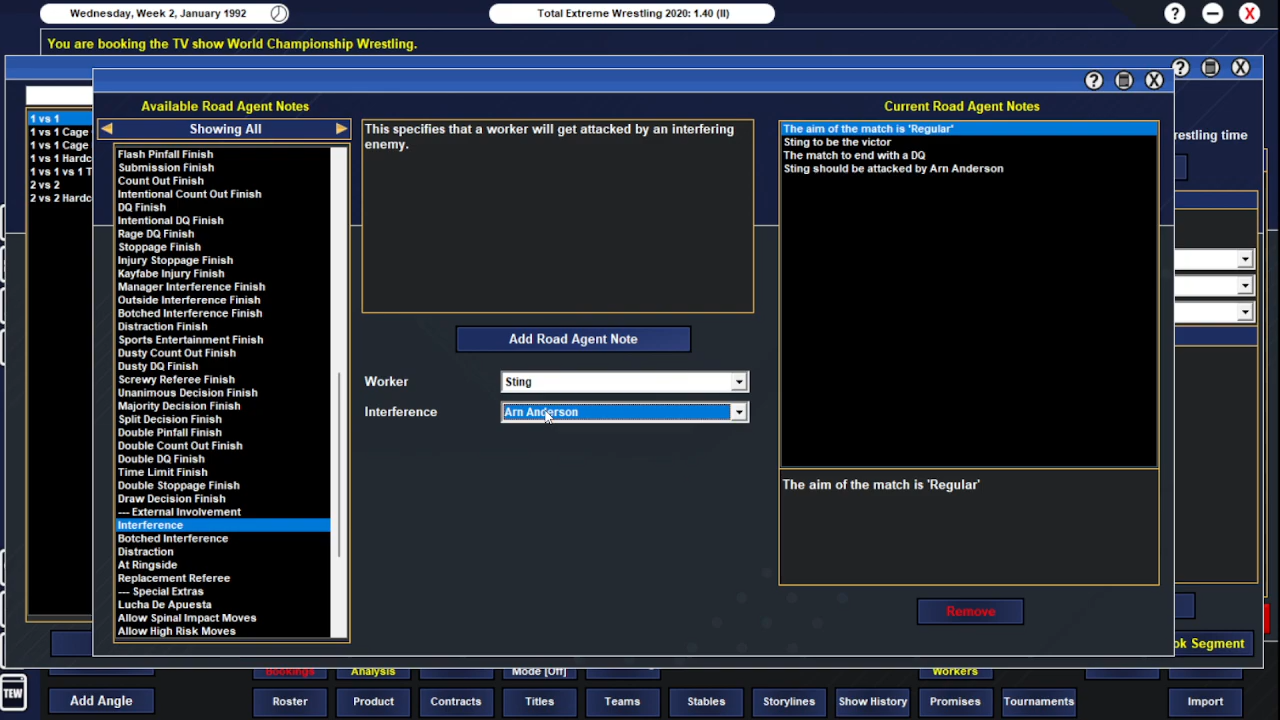 Wednesday, Week 2, January 1992
Total Extreme Wrestling 2020: 1.40 (II)
?
X
You are booking the TV show World Championship Wrestling.
?
X
?
X
Available Road Agent Notes
Current Road Agent Notes
Showing All
1 vs 1
1 vs 1 Cage
1 vs 1 Cage
1 vs 1 Hardc
1 vs 1 vs 1 T
2 vs 2
2 vs 2 Hardc
Flash Pinfall Finish
Submission Finish
Count Out Finish
Intentional Count Out Finish
DQ Finish
Intentional DQ Finish
Rage DQ Finish
Stoppage Finish
Injury Stoppage Finish
Kayfabe Injury Finish
Manager Interference Finish
Outside Interference Finish
Botched Interference Finish
Distraction Finish
Sports Entertainment Finish
Dusty Count Out Finish
Dusty DQ Finish
Screwy Referee Finish
Unanimous Decision Finish
Majority Decision Finish
Split Decision Finish
Double Pinfall Finish
Double Count Out Finish
Double DQ Finish
Time Limit Finish
Double Stoppage Finish
Draw Decision Finish
--- External Involvement
Interference
Botched Interference
Distraction
At Ringside
Replacement Referee
--- Special Extras
Lucha De Apuesta
Allow Spinal Impact Moves
Allow High Risk Moves
This specifies that a worker will get attacked by an interfering
enemy.
Add Road Agent Note
Worker
Sting
Interference
Arn Anderson
The aim of the match is 'Regular'
Sting to be the victor
The match to end with a DQ
Sting should be attacked by Arn Anderson
The aim of the match is 'Regular'
Remove
restling time
ok Segment
Bookings
Analysis
Mode [Off]
Workers
TEW
Add Angle
Roster
Product
Contracts
Titles
Teams
Stables
Storylines
Show History
Promises
Tournaments
Import